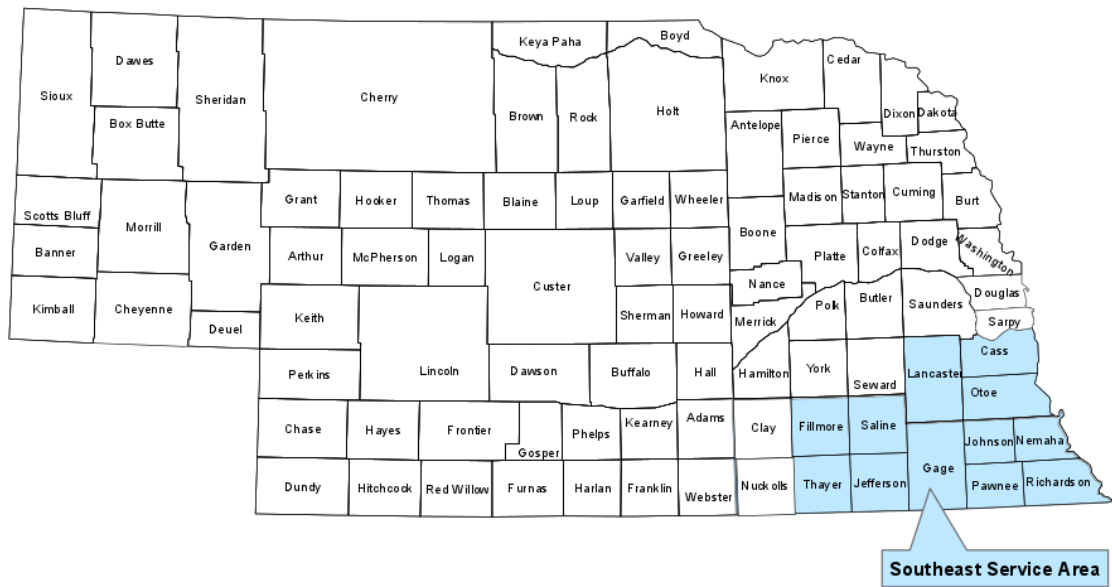 Keya Paha
Boyd
Dawes
Cedar
Knox
Sioux
Sheridan
Cherry
Holt
Dixon
Dakota
Box Butte
Brown
Rock
Antelope
Pierce
Wayne
Thurston
Grant
Hooker
Thomas
Blaine
Loup
Garfield
Wheeler
Madison
Stanton
Cuming
Burt
Scotts Bluff
Morrill
Garden
Boone
Banner
Arthur
McPherson
Logan
Valley
Greeley
Platte
Colfax
Dodge
Washington
Custer
Nance
Kimball
Cheyenne
Deuel
Keith
Sherman
Howard
Merrick
Polk
Butler
Saunders
Douglas
Sarpy
Perkins
Lincoln
Dawson
Buffalo
Hall
Hamilton
York
Seward
Lancaster
Cass
Otoe
Chase
Hayes
Frontier
Gosper
Phelps
Kearney
Adams
Clay
Fillmore
Saline
Johnson
Nemaha
Dundy
Hitchcock
Red Willow
Furnas
Harlan
Franklin
Webster
Nuckolls
Thayer
Jefferson
Gage
Pawnee
Richardson
Southeast Service Area